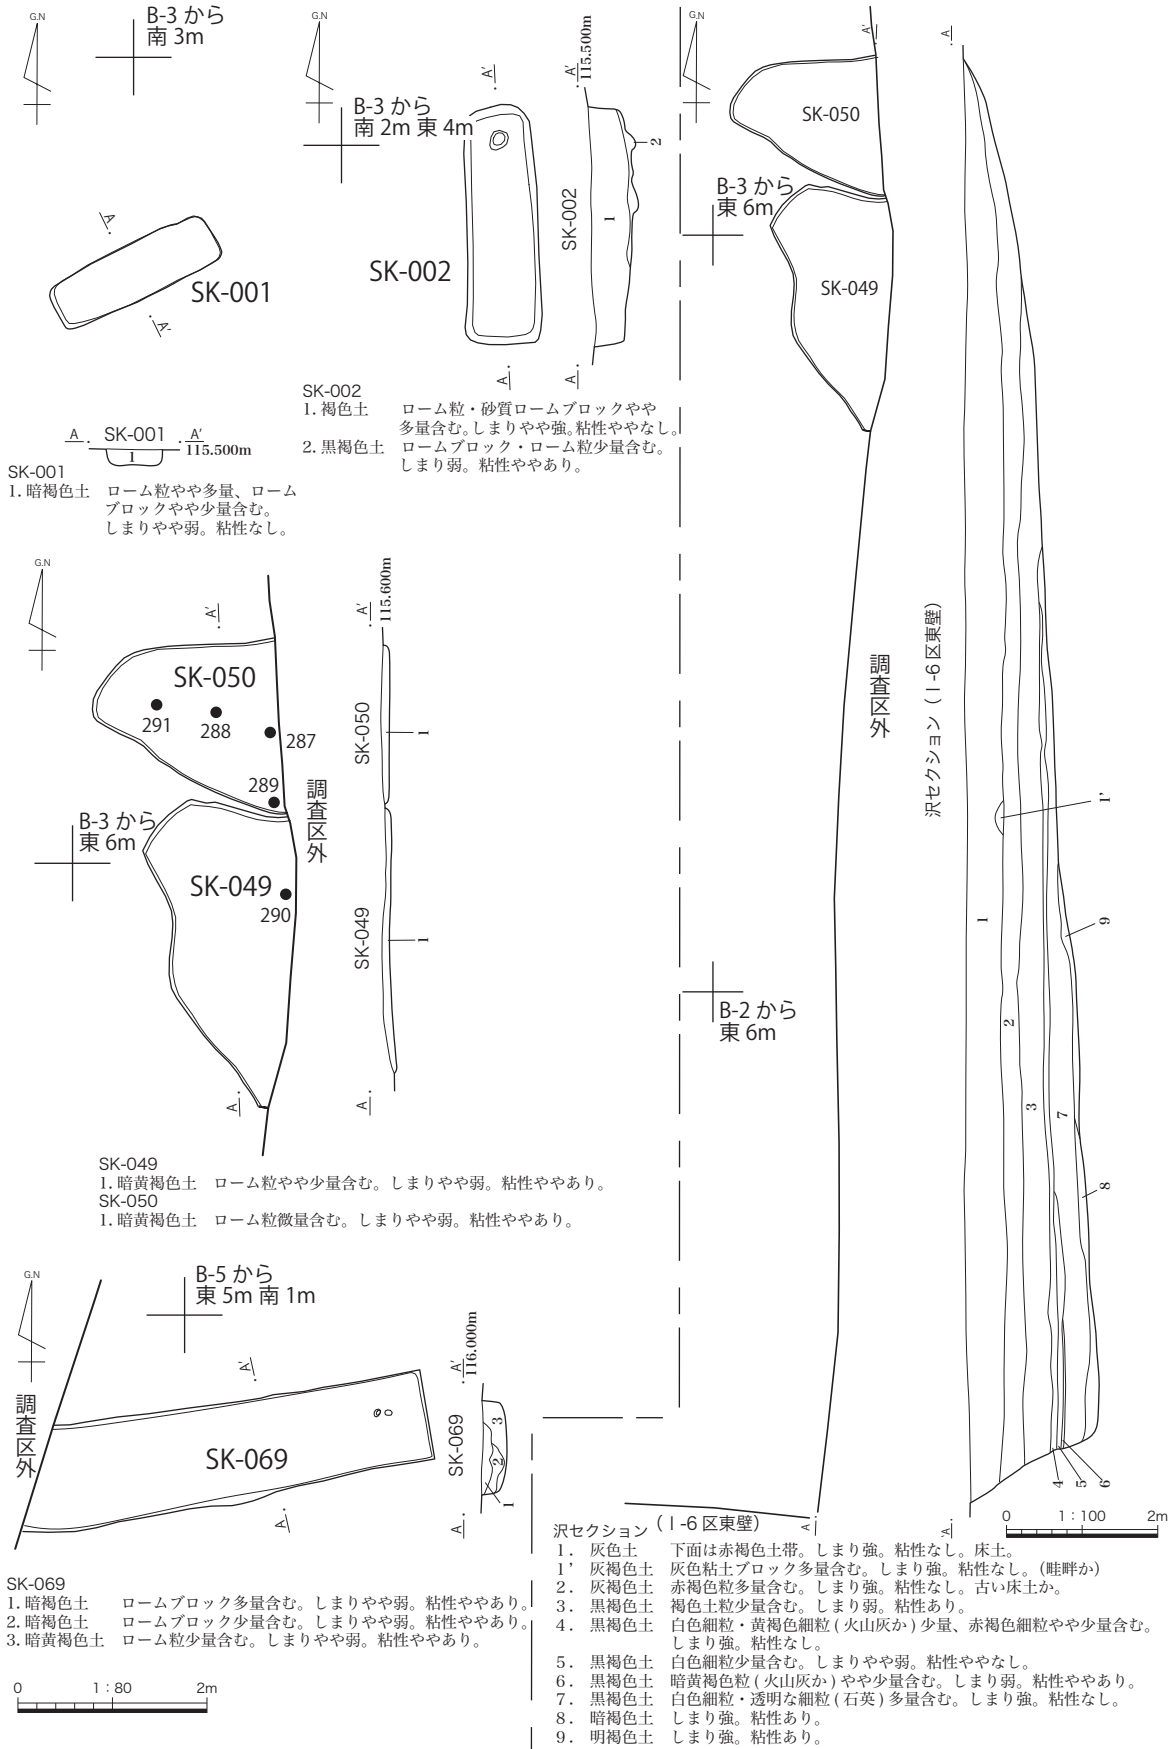 G.N
B-3 から
南 3m
A
SK-001
A'
A SK-001 A'
115.500m
1
SK-001
1. 暗褐色土 ローム粒やや多量、ローム
ブロックやや少量含む。
しまりやや弱。粘性なし。
G.N
B-3 から
南 2m 東 4m
A'
SK-002
A
A'
115.500m
SK-002
1
2
A
SK-002
1. 褐色土 ローム粒・砂質ロームブロックやや
多量含む。しまりやや強。粘性ややなし。
2. 黒褐色土 ロームブロック・ローム粒少量含む。
しまり弱。粘性ややあり。
G.N
A'
SK-050
291
288
287
289
B-3 から
東 6m
SK-049
290
調査区外
A
A'
115.600m
SK-050
1
SK-049
1
A
SK-049
1. 暗黄褐色土 ローム粒やや少量含む。しまりやや弱。粘性ややあり。
SK-050
1. 暗黄褐色土 ローム粒微量含む。しまりやや弱。粘性ややあり。
G.N
B-5 から
東 5m 南 1m
調査区外
A'
SK-069
A
A'
116.000m
SK-069
3
2
1
A
SK-069
1. 暗褐色土 ロームブロック多量含む。しまりやや弱。粘性ややあり。
2. 暗褐色土 ロームブロック少量含む。しまりやや弱。粘性ややあり。
3. 暗黄褐色土 ローム粒少量含む。しまりやや弱。粘性ややあり。
0 1：80 2m
G.N
A'
SK-050
B-3 から
東 6m
SK-049
調査区外
B-2 から
東 6m
A
A
沢セクション（Ⅰ-6 区東壁）
1
1'
2
3
9
7
8
4
5
6
A'
0 1：100 2m
沢セクション（Ⅰ-6 区東壁）
1. 灰色土 下面は赤褐色土帯。しまり強。粘性なし。床土。
1' 灰褐色土 灰色粘土ブロック多量含む。しまり強。粘性なし。(畦畔か)
2. 灰褐色土 赤褐色粒多量含む。しまり強。粘性なし。古い床土か。
3. 黒褐色土 褐色土粒少量含む。しまり弱。粘性あり。
4. 黒褐色土 白色細粒・黄褐色細粒 ( 火山灰か ) 少量、赤褐色細粒やや少量含む。
しまり強。粘性なし。
5. 黒褐色土 白色細粒少量含む。しまりやや弱。粘性ややなし。
6. 黒褐色土 暗黄褐色粒 ( 火山灰か ) やや少量含む。しまり弱。粘性ややあり。
7. 黒褐色土 白色細粒・透明な細粒 ( 石英 ) 多量含む。しまり強。粘性なし。
8. 暗褐色土 しまり強。粘性あり。
9. 明褐色土 しまり強。粘性あり。